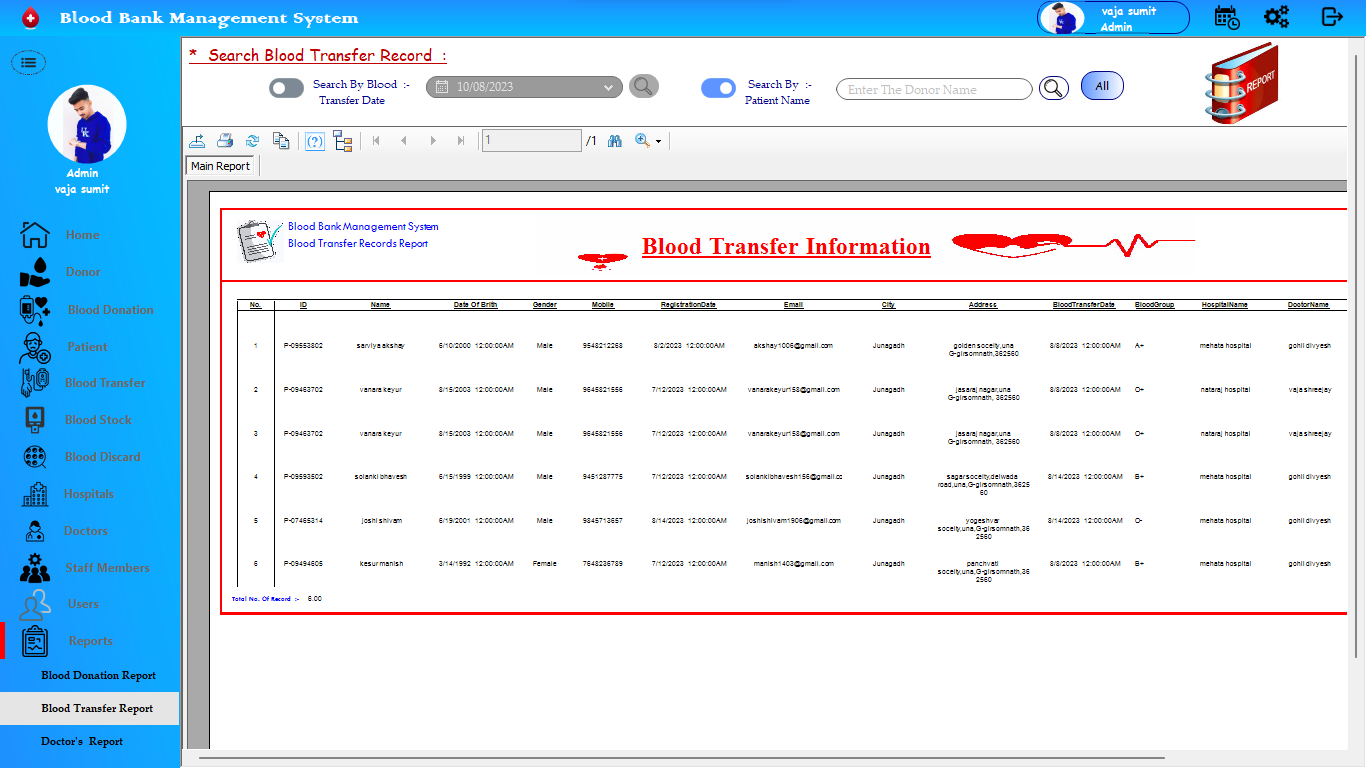 Blood Bank Management System
vaja sumit
Admin
Admin
vaja sumit
Home
Donor
Blood Donation
Patient
Blood Transfer
Blood Stock
Blood Discard
Hospitals
Doctors
Staff Members
Users
Reports
Blood Donation Report
Blood Transfer Report
Doctor's Report
* Search Blood Transfer Record :
Search By Blood :-
Transfer Date
10/08/2023
Search By :-
Patient Name
Enter The Donor Name
All
REPORT
1 /1
Main Report
Blood Bank Management System
Blood Transfer Records Report
Blood Transfer Information
No. ID Name Date Of Brith Gender Mobile RegistrationDate Email City Address BloodTransferDate BloodGroup HospitalName DoctorName
1 P-09553802 sarviya akshay 6/10/2000 12:00:00AM Male 9548212268 8/2/2023 12:00:00AM akshay1006@gmail.com Junagadh golden soceity,una 8/8/2023 12:00:00AM A+ mehata hospital gohil divyesh
G-girsomnath,362560
2 P-09463702 vanara keyur 8/15/2003 12:00:00AM Male 9645821556 7/12/2023 12:00:00AM vanarakeyur158@gmail.com Junagadh jasaraj nagar,una 8/8/2023 12:00:00AM O+ nataraj hospital vaja shreejay
G-girsomnath, 362560
3 P-09463702 vanara keyur 8/15/2003 12:00:00AM Male 9645821556 7/12/2023 12:00:00AM vanarakeyur158@gmail.com Junagadh jasaraj nagar,una 8/8/2023 12:00:00AM O+ nataraj hospital vaja shreejay
G-girsomnath, 362560
4 P-09593502 solanki bhavesh 6/15/1999 12:00:00AM Male 9451287775 7/12/2023 12:00:00AM solankibhavesh156@gmail.cc Junagadh sagar soceity,delwada 8/14/2023 12:00:00AM B+ mehata hospital gohil divyesh
road,una,G-girsomnath,3625
60
5 P-07465314 joshi shivam 6/19/2001 12:00:00AM Male 9845713657 8/14/2023 12:00:00AM joshishivam1906@gmail.com Junagadh yogeshvar 8/14/2023 12:00:00AM O- mehata hospital gohil divyesh
soceity,una,G-girsomnath,36
2560
6 P-09494605 kesur manish 3/14/1992 12:00:00AM Female 7648236789 7/12/2023 12:00:00AM manish1403@gmail.com Junagadh panchvati 8/8/2023 12:00:00AM B+ mehata hospital gohil divyesh
soceity,una,G-girsomnath,36
2560
Total No. Of Record :- 6.00